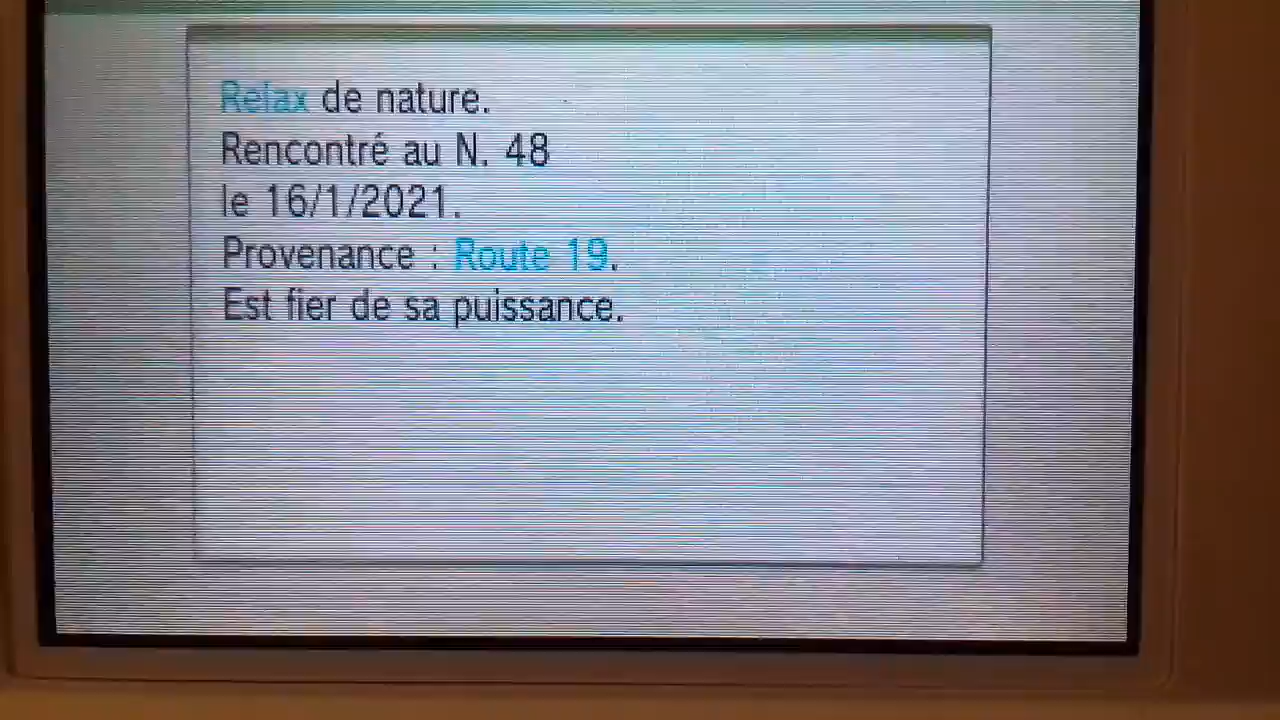 Relax de nature.
Rencontré au N. 48
le 16/1/2021.
Provenance : Route 19.
Est fier de sa puissance.